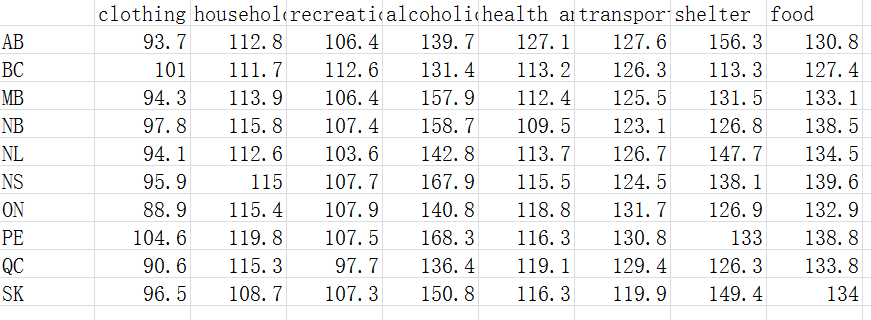 clothing househol recreati alcoholi health a transpor shelter food
AB 93.7 112.8 106.4 139.7 127.1 127.6 156.3 130.8
BC 101 111.7 112.6 131.4 113.2 126.3 113.3 127.4
MB 94.3 113.9 106.4 157.9 112.4 125.5 131.5 133.1
NB 97.8 115.8 107.4 158.7 109.5 123.1 126.8 138.5
NL 94.1 112.6 103.6 142.8 113.7 126.7 147.7 134.5
NS 95.9 115 107.7 167.9 115.5 124.5 138.1 139.6
ON 88.9 115.4 107.9 140.8 118.8 131.7 126.9 132.9
PE 104.6 119.8 107.5 168.3 116.3 130.8 133 138.8
QC 90.6 115.3 97.7 136.4 119.1 129.4 126.3 133.8
SK 96.5 108.7 107.3 150.8 116.3 119.9 149.4 134